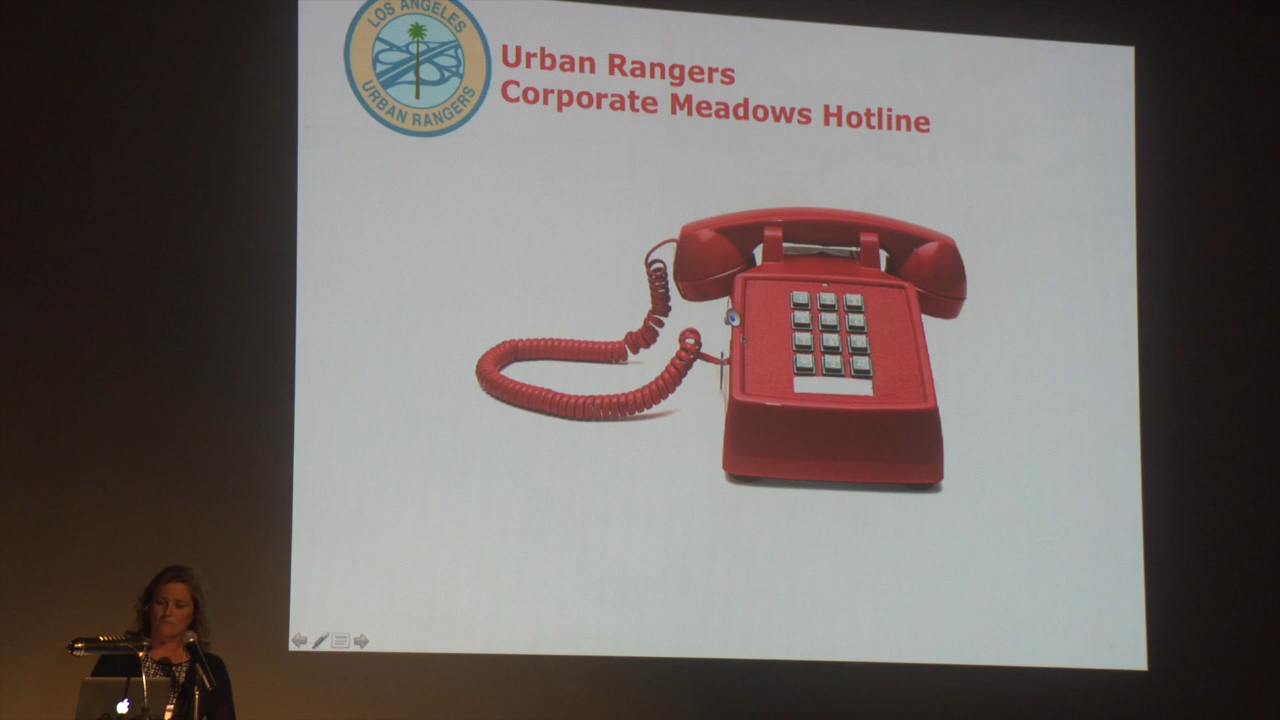 LOS ANGELES
URBAN RANGERS
Urban Rangers
Corporate Meadows Hotline